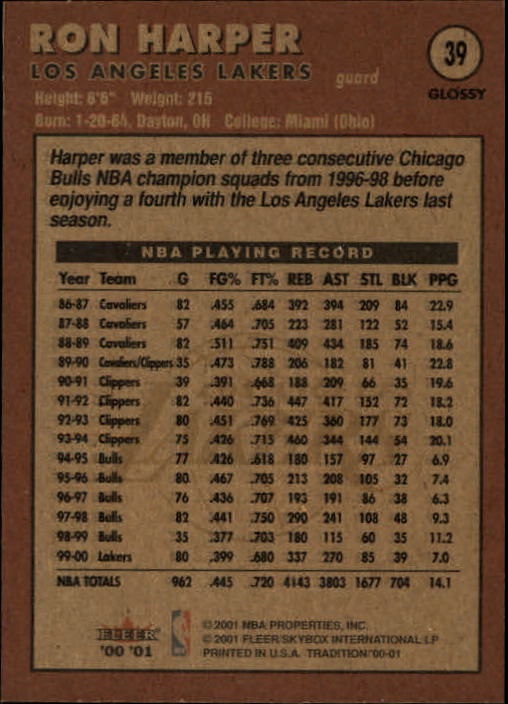 RON HARPER
39
LOS ANGELES LAKERS guard
GLOSSY
Height: 6'6" Weight: 215
Born: 1-20-64, Dayton, OH College: Miami (Ohio)
Harper was a member of three consecutive Chicago
Bulls NBA champion squads from 1996-98 before
enjoying a fourth with the Los Angeles Lakers last
season.
NBA PLAYING RECORD
Year Team G FG% FT% REB AST STL BLK PPG
86-87 Cavaliers 82 .455 .684 392 394 209 84 22.9
87-88 Cavaliers 57 .464 .705 223 281 122 52 15.4
88-89 Cavaliers 82 .511 .751 409 434 185 74 18.6
89-90 Cavaliers/Clippers 35 .473 .788 206 182 81 41 22.8
90-91 Clippers 39 .391 .668 188 209 66 35 19.6
91-92 Clippers 82 .440 .736 447 417 152 72 18.2
92-93 Clippers 80 .451 .769 425 360 177 73 18.0
93-94 Clippers 75 .426 .715 460 344 144 54 20.1
94-95 Bulls 77 .426 .618 180 157 97 27 6.9
95-96 Bulls 80 .467 .705 213 208 105 32 7.4
96-97 Bulls 76 .436 .707 193 191 86 38 6.3
97-98 Bulls 82 .441 .750 290 241 108 48 9.3
98-99 Bulls 35 .377 .703 180 115 60 35 11.2
99-00 Lakers 80 .399 .680 337 270 85 39 7.0
NBA TOTALS 962 .445 .720 4143 3803 1677 704 14.1
FLEER
'00 '01
© 2001 NBA PROPERTIES, INC.
© 2001 FLEER/SKYBOX INTERNATIONAL LP
PRINTED IN U.S.A. TRADITION '00-01